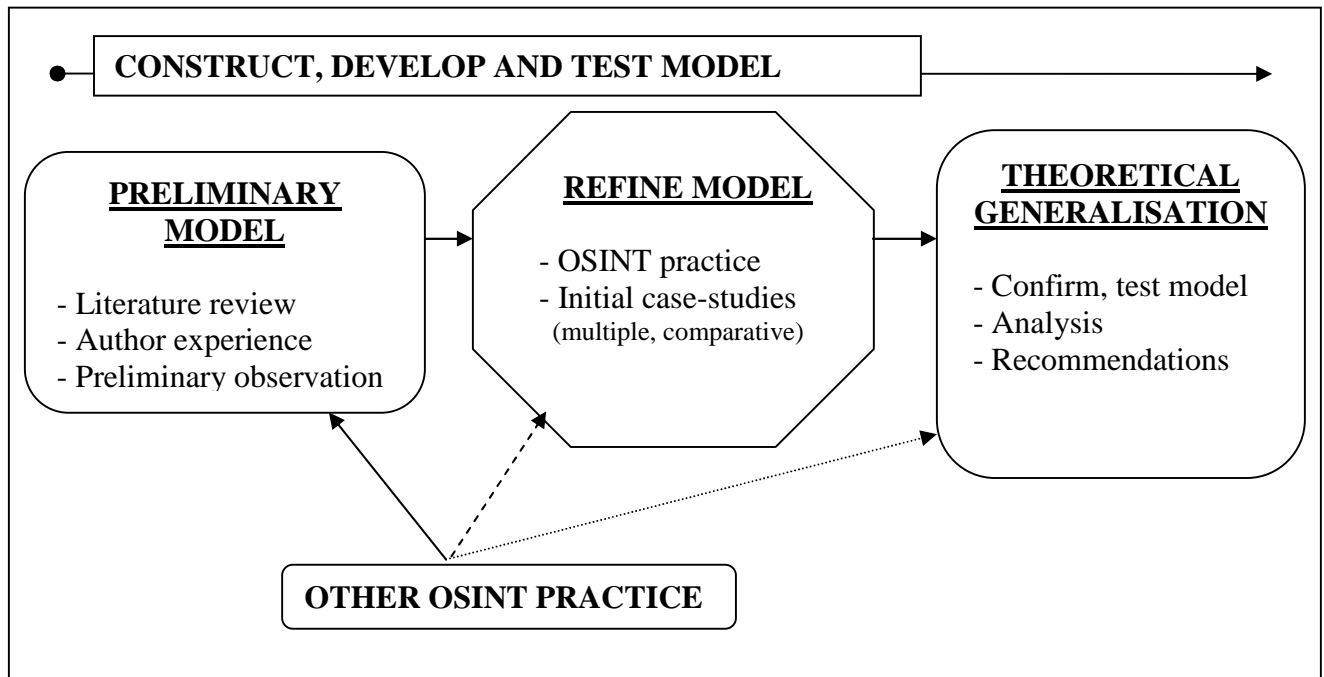 CONSTRUCT, DEVELOP AND TEST MODEL
PRELIMINARY
MODEL
- Literature review
- Author experience
- Preliminary observation
REFINE MODEL
- OSINT practice
- Initial case-studies
(multiple, comparative)
THEORETICAL
GENERALISATION
- Confirm, test model
- Analysis
- Recommendations
OTHER OSINT PRACTICE